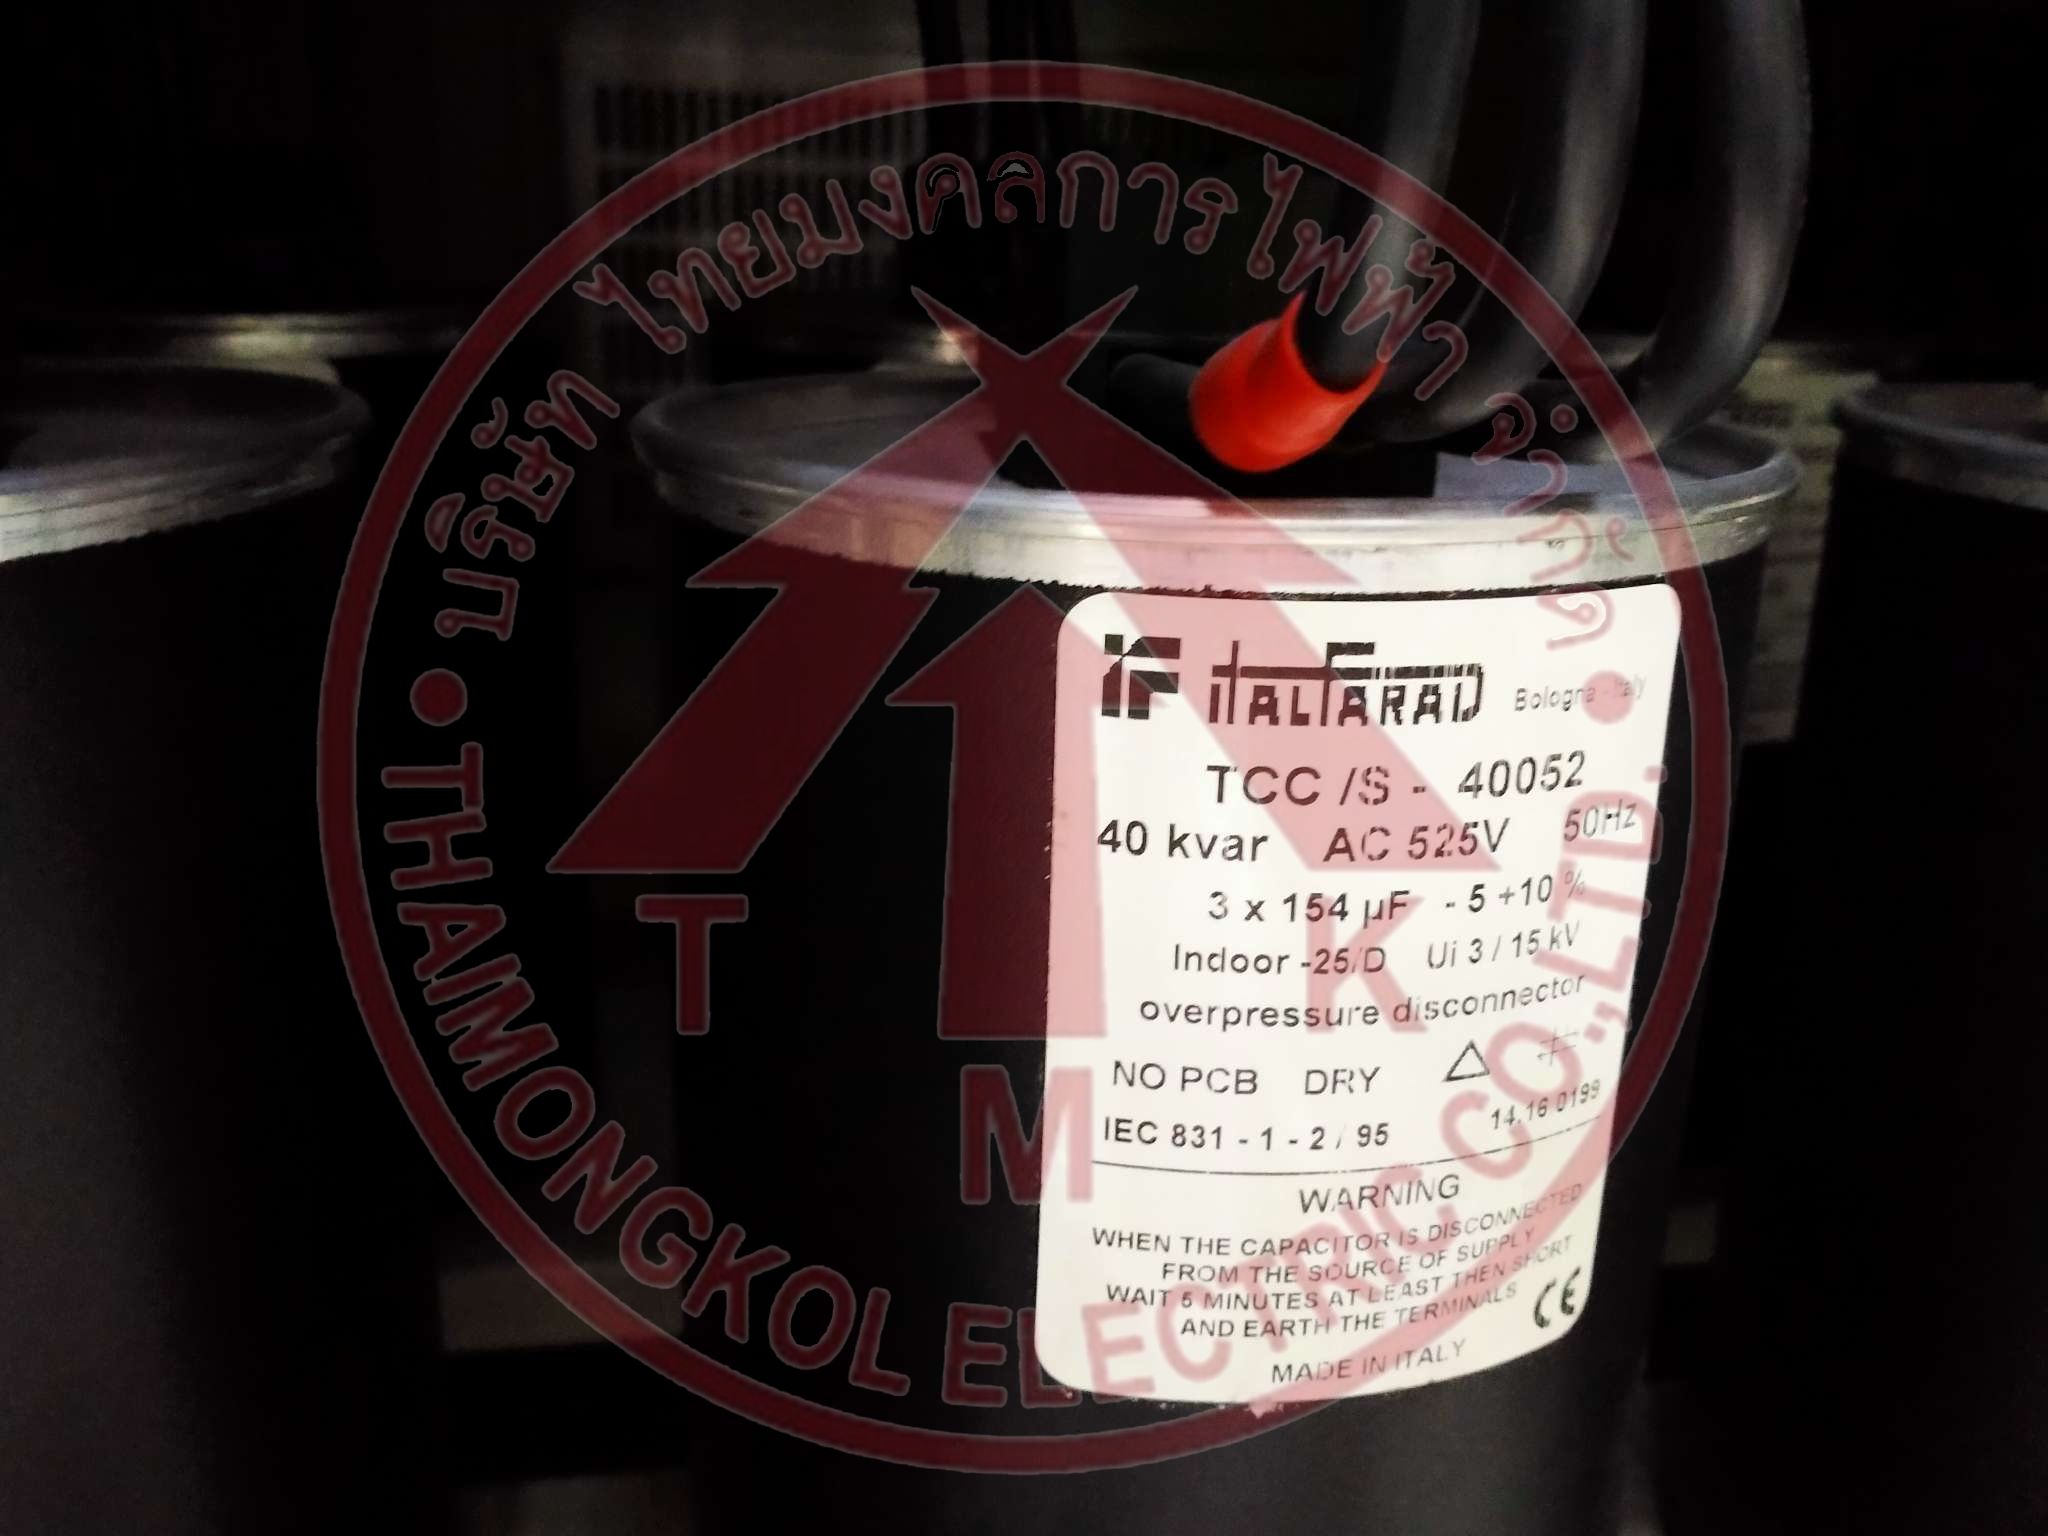 บริษัท ไทยมงคลการไฟฟ้า จำกัด
• THAIMONGKOL ELECTRIC CO.,LTD. •
T M K
IF ITALFARAD Bologna - Italy
TCC /S - 40052
40 kvar AC 525V 50Hz
3 x 154 µF - 5 +10 %
Indoor -25/D Ui 3 / 15 kV
overpressure disconnector
NO PCB DRY
14.16 0199
IEC 831 - 1 - 2 / 95
WARNING
WHEN THE CAPACITOR IS DISCONNECTED
FROM THE SOURCE OF SUPPLY
WAIT 5 MINUTES AT LEAST THEN SHORT
AND EARTH THE TERMINALS
CE
MADE IN ITALY